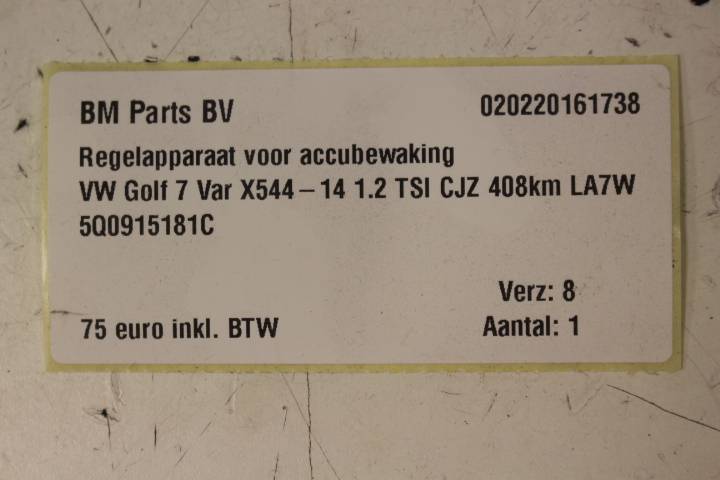 BM Parts BV 020220161738
Regelapparaat voor accubewaking
VW Golf 7 Var X544 – 14 1.2 TSI CJZ 408km LA7W
5Q0915181C
Verz: 8
75 euro inkl. BTW Aantal: 1